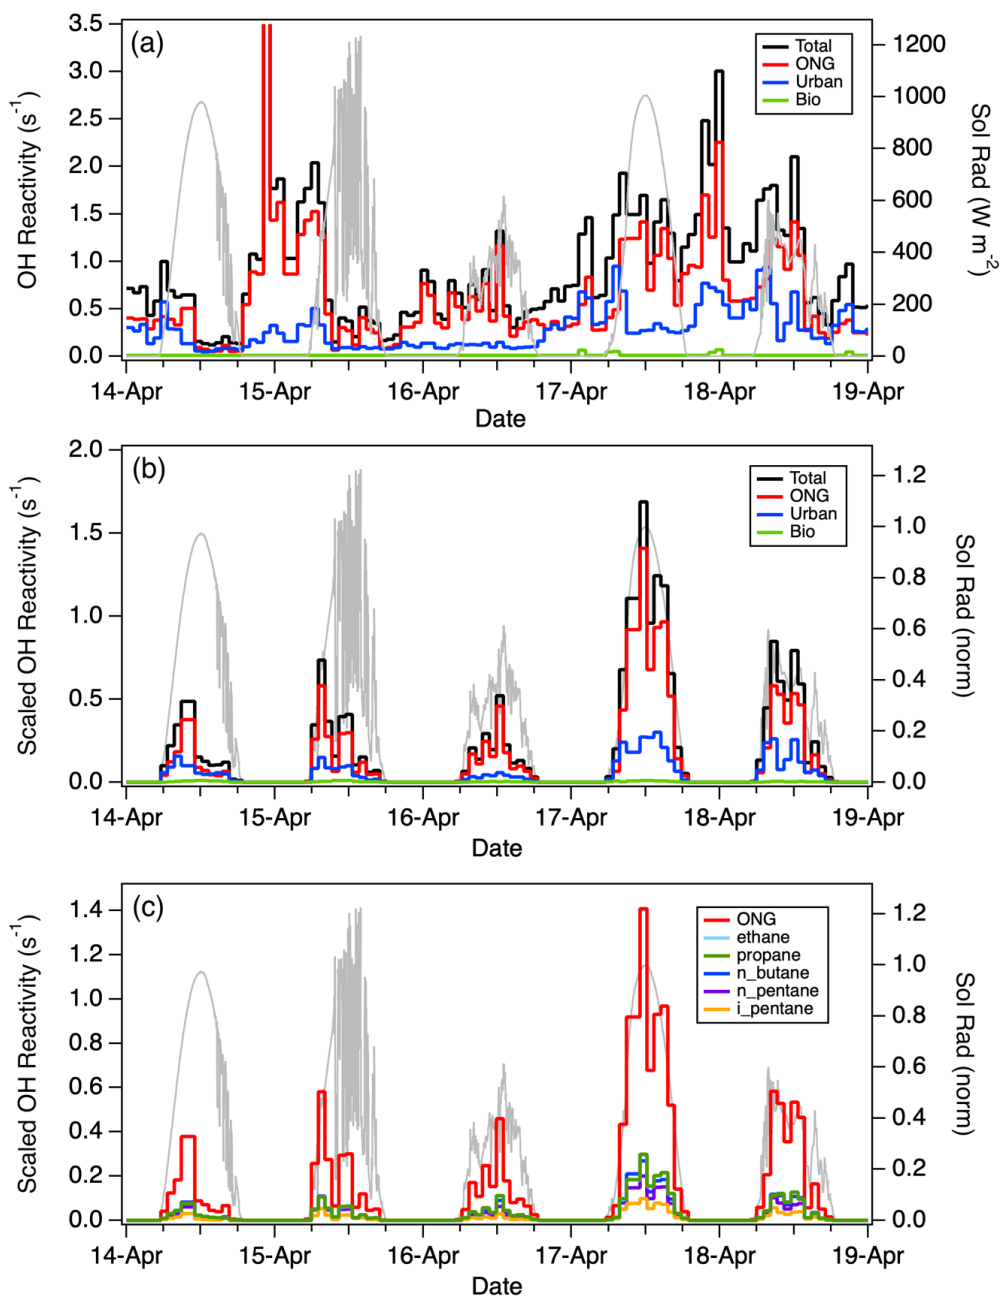 (a)
3.5
3.0
2.5
2.0
1.5
1.0
0.5
0.0
OH Reactivity (s⁻¹)
Total
ONG
Urban
Bio
1200
1000
800
600
400
200
0
Sol Rad (W m⁻²)
14-Apr 15-Apr 16-Apr 17-Apr 18-Apr 19-Apr
Date
(b)
2.0
1.5
1.0
0.5
0.0
Scaled OH Reactivity (s⁻¹)
Total
ONG
Urban
Bio
1.2
1.0
0.8
0.6
0.4
0.2
0.0
Sol Rad (norm)
14-Apr 15-Apr 16-Apr 17-Apr 18-Apr 19-Apr
Date
(c)
1.4
1.2
1.0
0.8
0.6
0.4
0.2
0.0
Scaled OH Reactivity (s⁻¹)
ONG
ethane
propane
n_butane
n_pentane
i_pentane
1.2
1.0
0.8
0.6
0.4
0.2
0.0
Sol Rad (norm)
14-Apr 15-Apr 16-Apr 17-Apr 18-Apr 19-Apr
Date